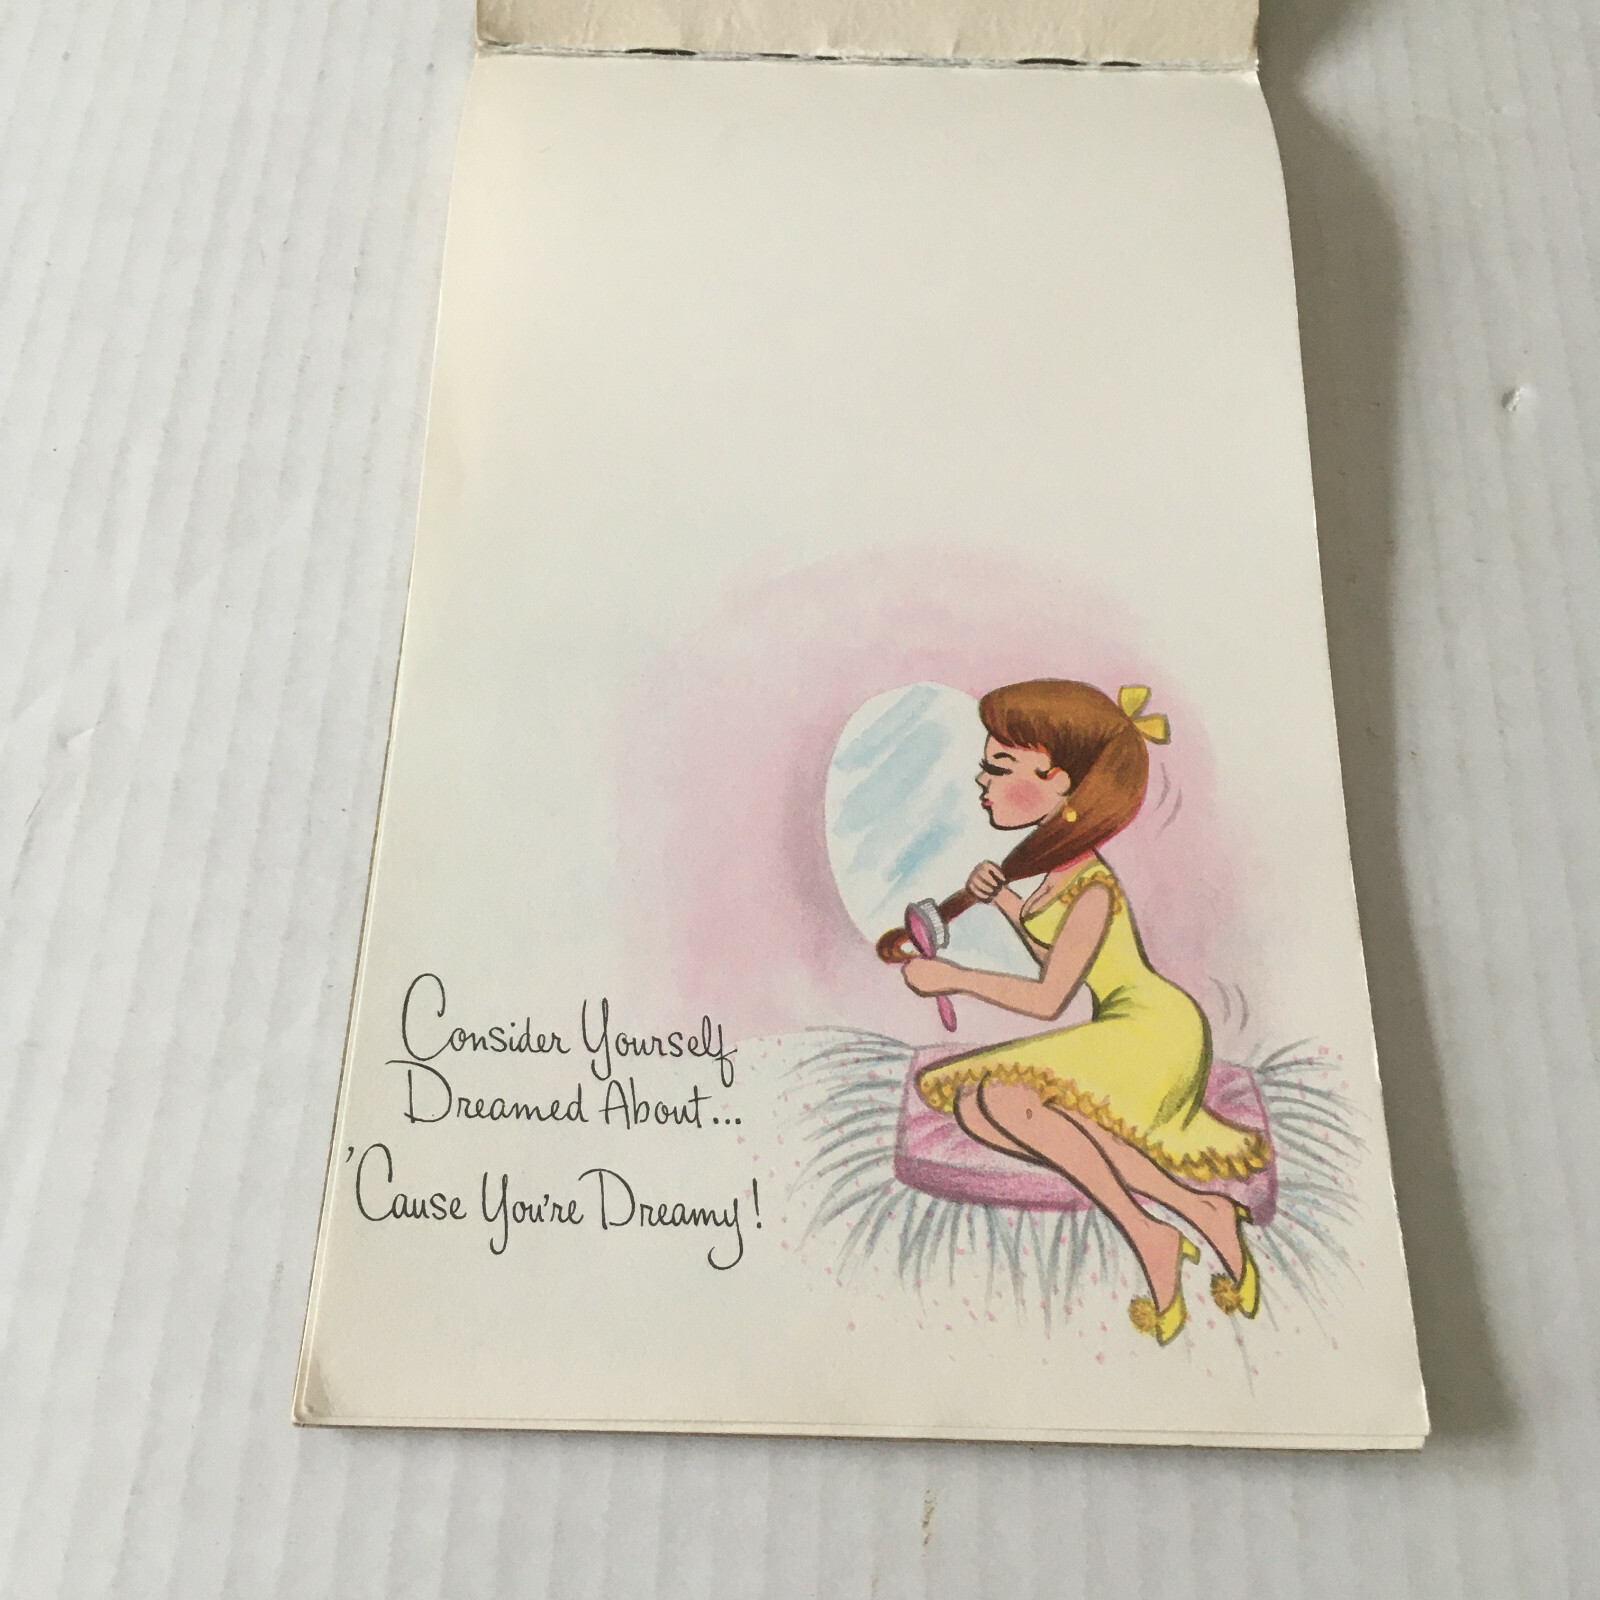 Consider Yourself
Dreamed About...
'Cause You're Dreamy!